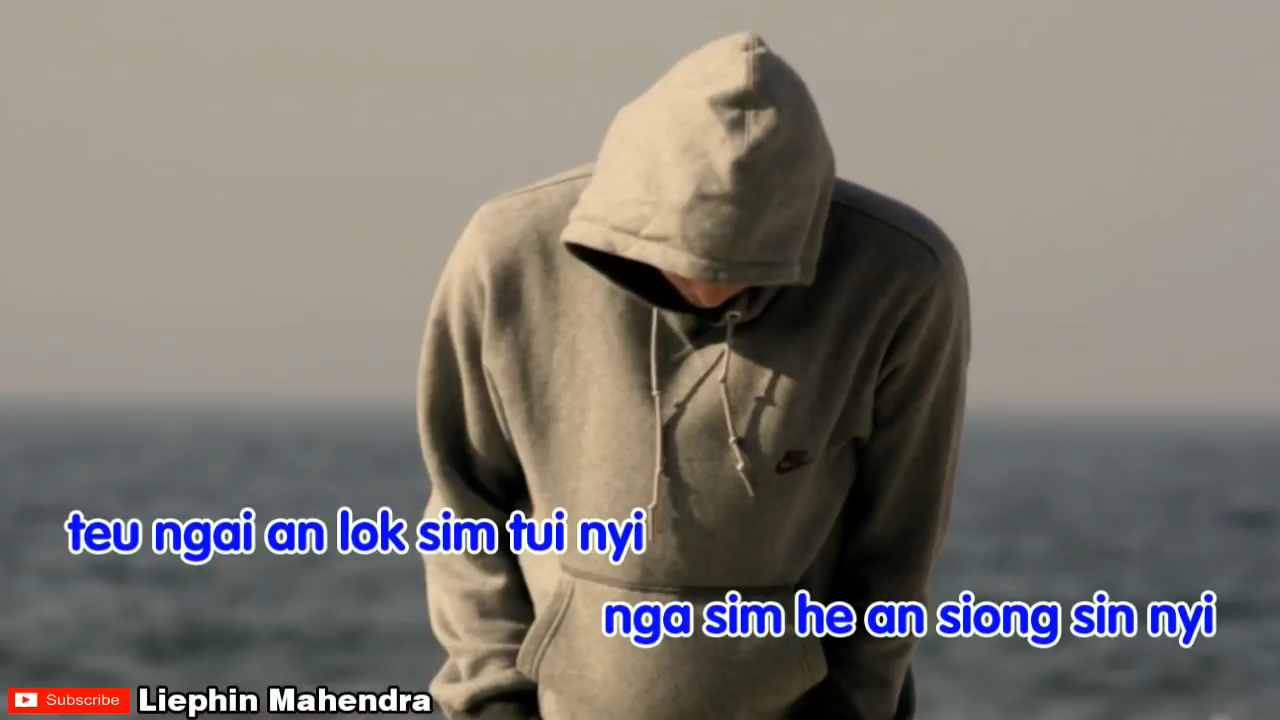 teu ngai an lok sim tui nyi
nga sim he an siong sin nyi
Subscribe
Liephin Mahendra